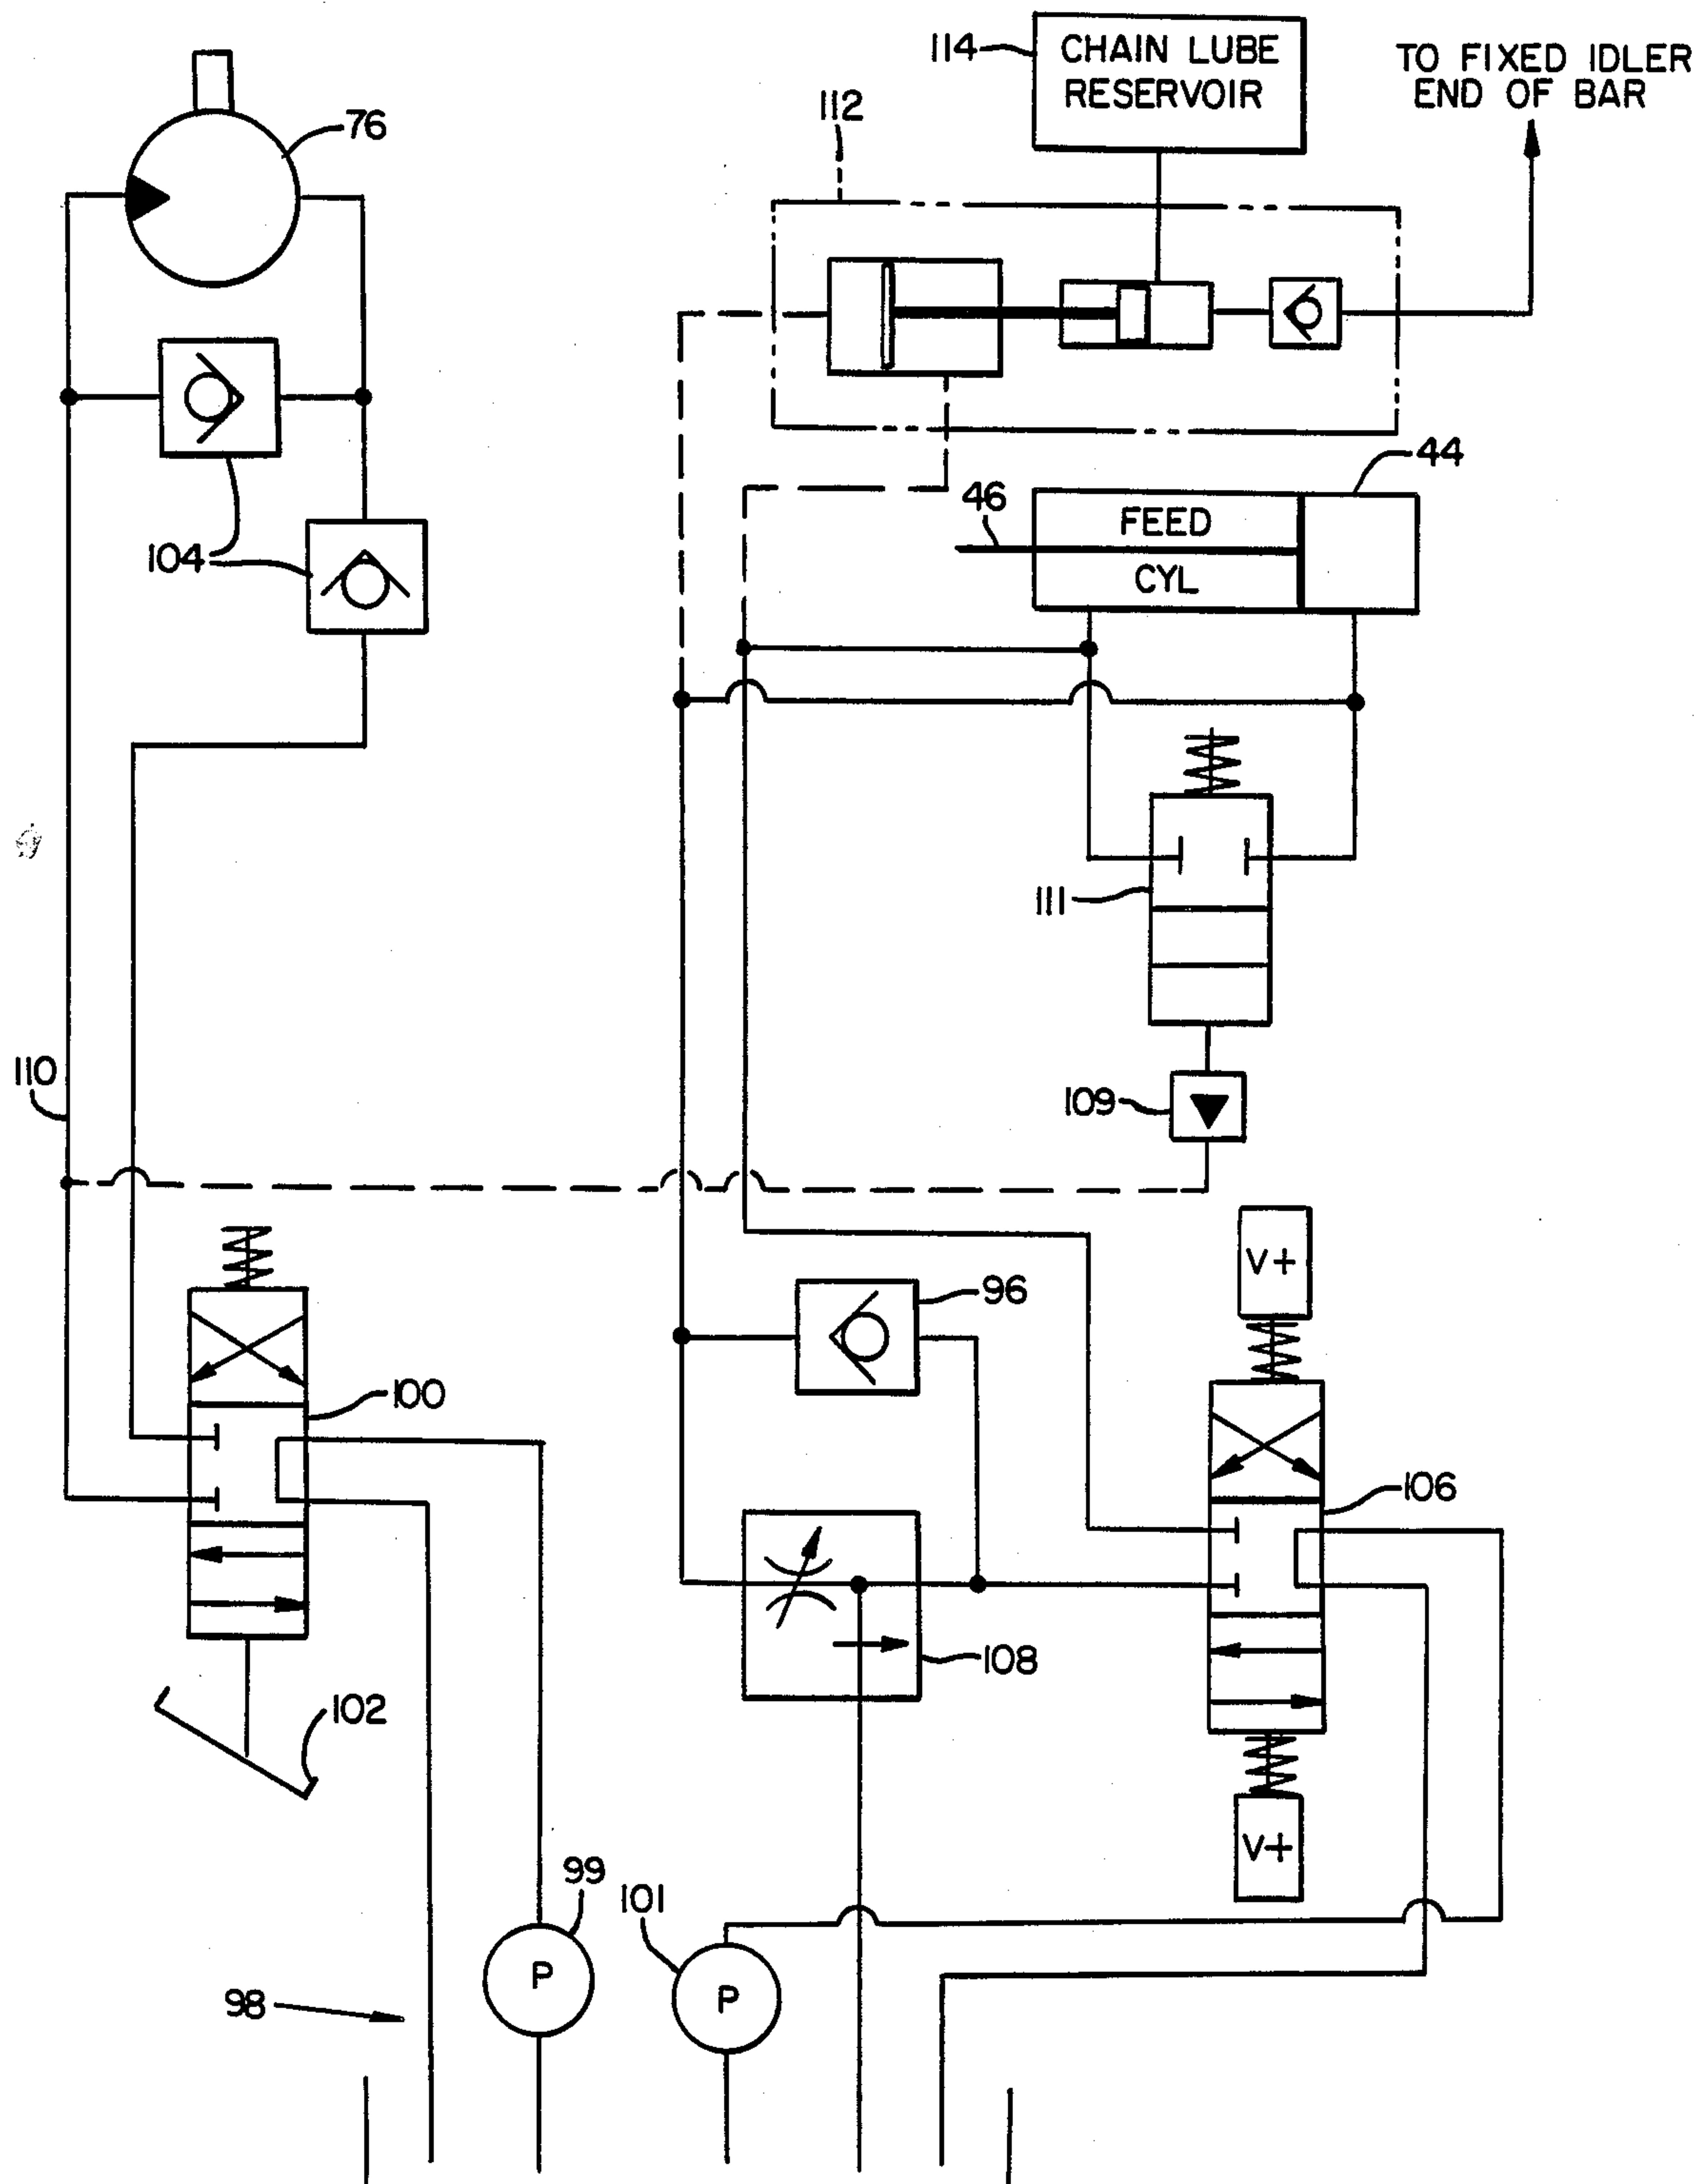 114
CHAIN LUBE
RESERVOIR
TO FIXED IDLER
END OF BAR
112
76
44
46
FEED
CYL
104
111
110
109
V+
96
100
106
108
102
V+
99
101
P
P
98